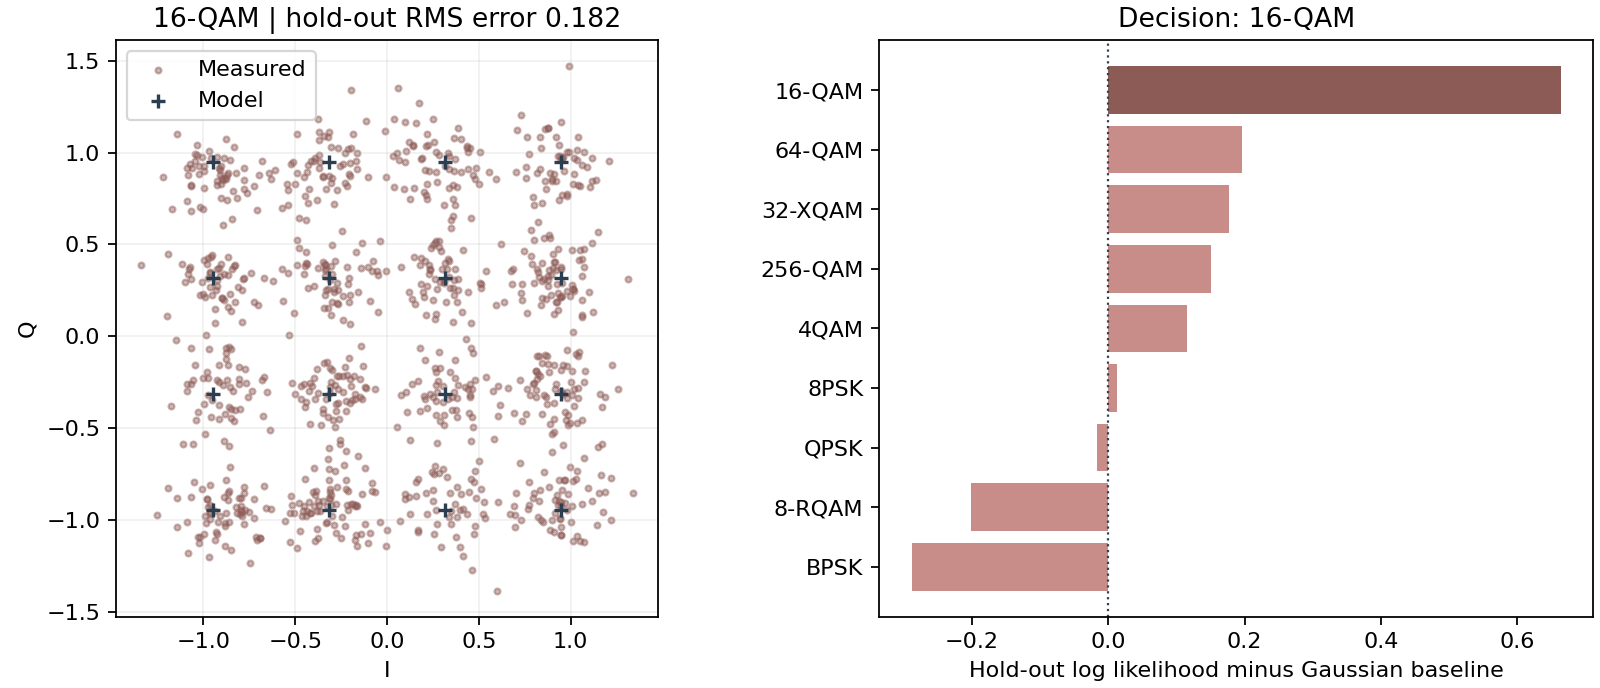 16-QAM | hold-out RMS error 0.182
Measured
Model
1.5
1.0
0.5
0.0
−0.5
−1.0
−1.5
Q
−1.0
−0.5
0.0
0.5
1.0
I
Decision: 16-QAM
16-QAM
64-QAM
32-XQAM
256-QAM
4QAM
8PSK
QPSK
8-RQAM
BPSK
−0.2
0.0
0.2
0.4
0.6
Hold-out log likelihood minus Gaussian baseline